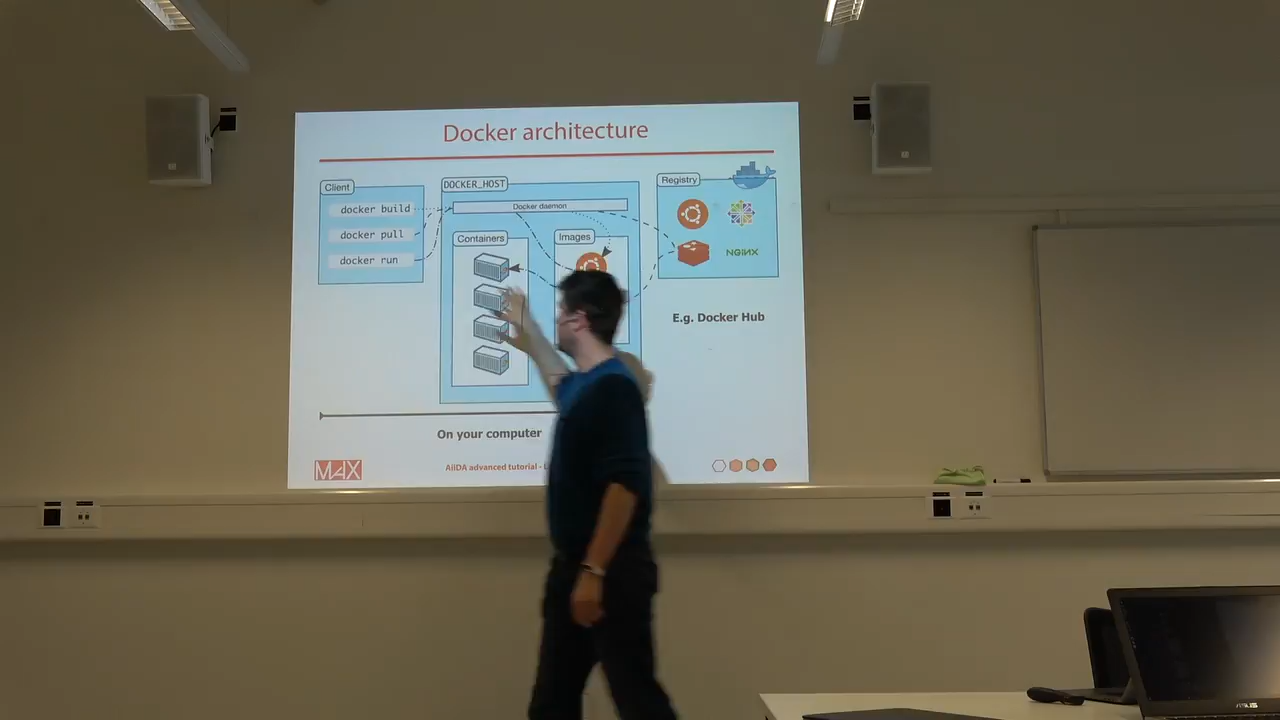 Docker architecture
Client
docker build
docker pull
docker run
DOCKER_HOST
Docker daemon
Containers
Images
Registry
NGINX
E.g. Docker Hub
On your computer
MAX
AiiDA advanced tutorial -
ASUS